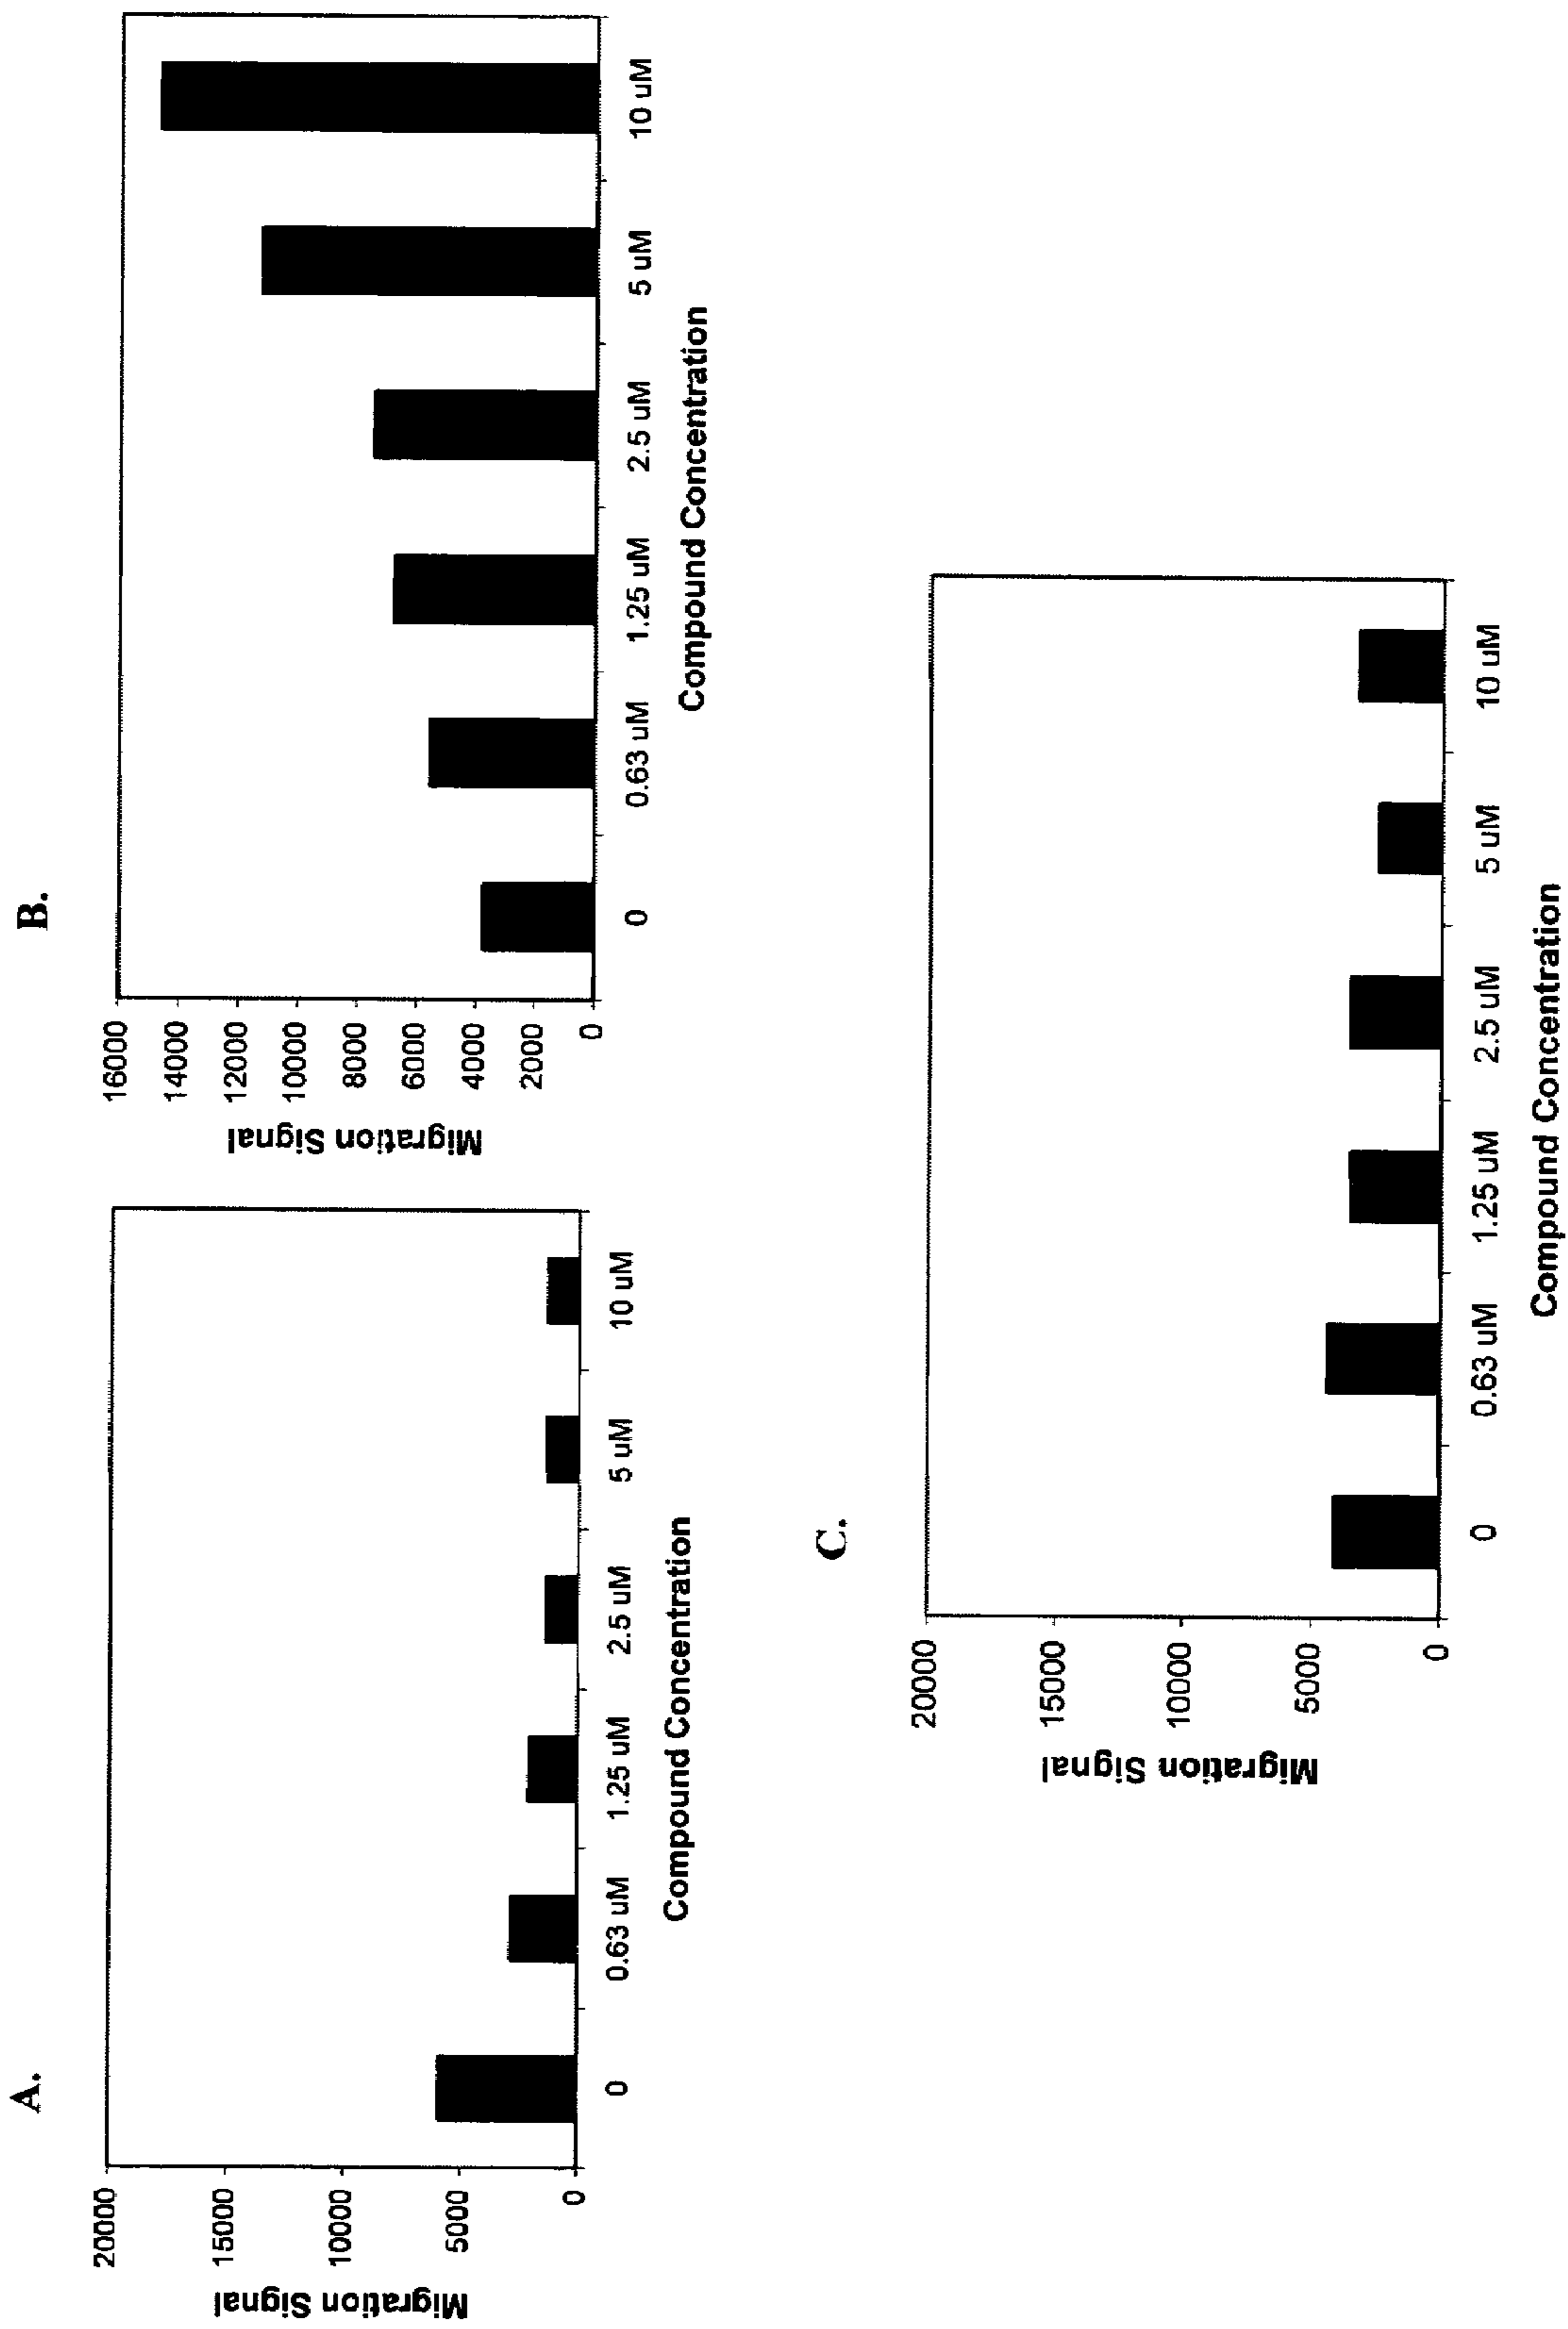 A.
Migration Signal
20000
15000
10000
5000
0
0 0.63 uM 1.25 uM 2.5 uM 5 uM 10 uM
Compound Concentration
B.
Migration Signal
16000
14000
12000
10000
8000
6000
4000
2000
0
0 0.63 uM 1.25 uM 2.5 uM 5 uM 10 uM
Compound Concentration
C.
Migration Signal
20000
15000
10000
5000
0
0 0.63 uM 1.25 uM 2.5 uM 5 uM 10 uM
Compound Concentration